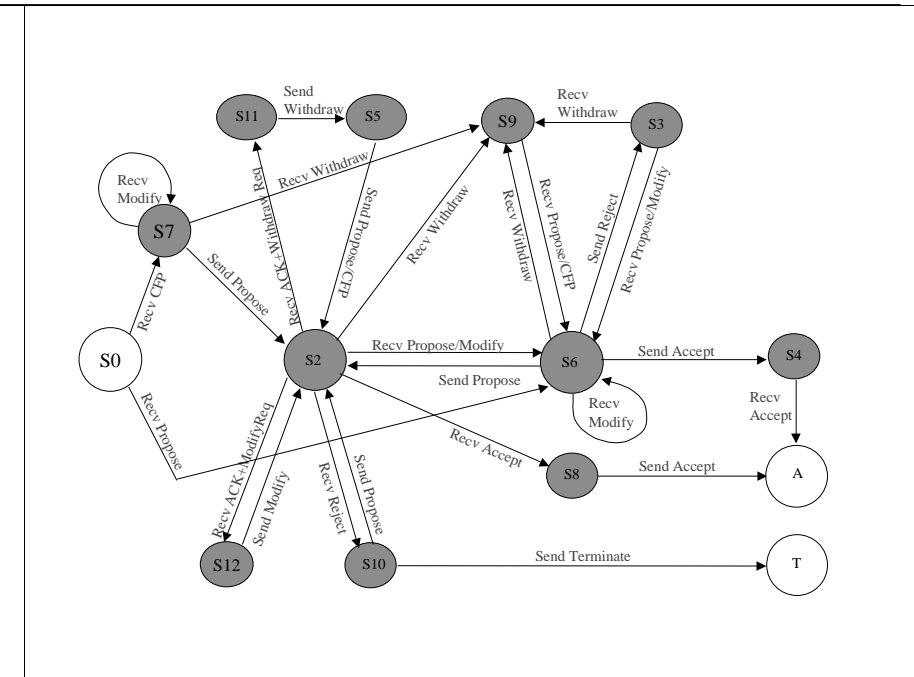 Send
Withdraw
Recv
Withdraw
S11
S5
S9
S3
Recv Withdraw
Recv
Modify
Recv ACK+Withdraw Req
Send Propose/CFP
Recv Withdraw
Recv Withdraw
Recv Propose/CFP
Send Reject
Recv Propose/Modify
S7
Send Propose
Recv CFP
S0
S2
Recv Propose/Modify
Send Propose
S6
Send Accept
S4
Recv Propose
Recv
Modify
Recv
Accept
Recv Accept
Recv ACK+ModifyReq
Send Modify
Recv Reject
Send Propose
S8
Send Accept
A
S12
S10
Send Terminate
T